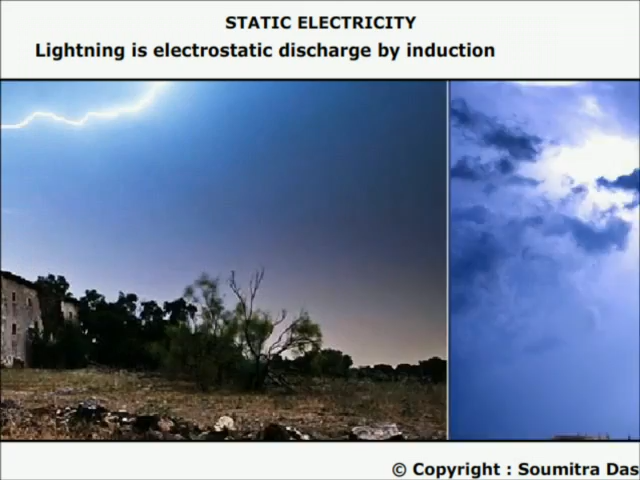 STATIC ELECTRICITY
Lightning is electrostatic discharge by induction
© Copyright : Soumitra Das